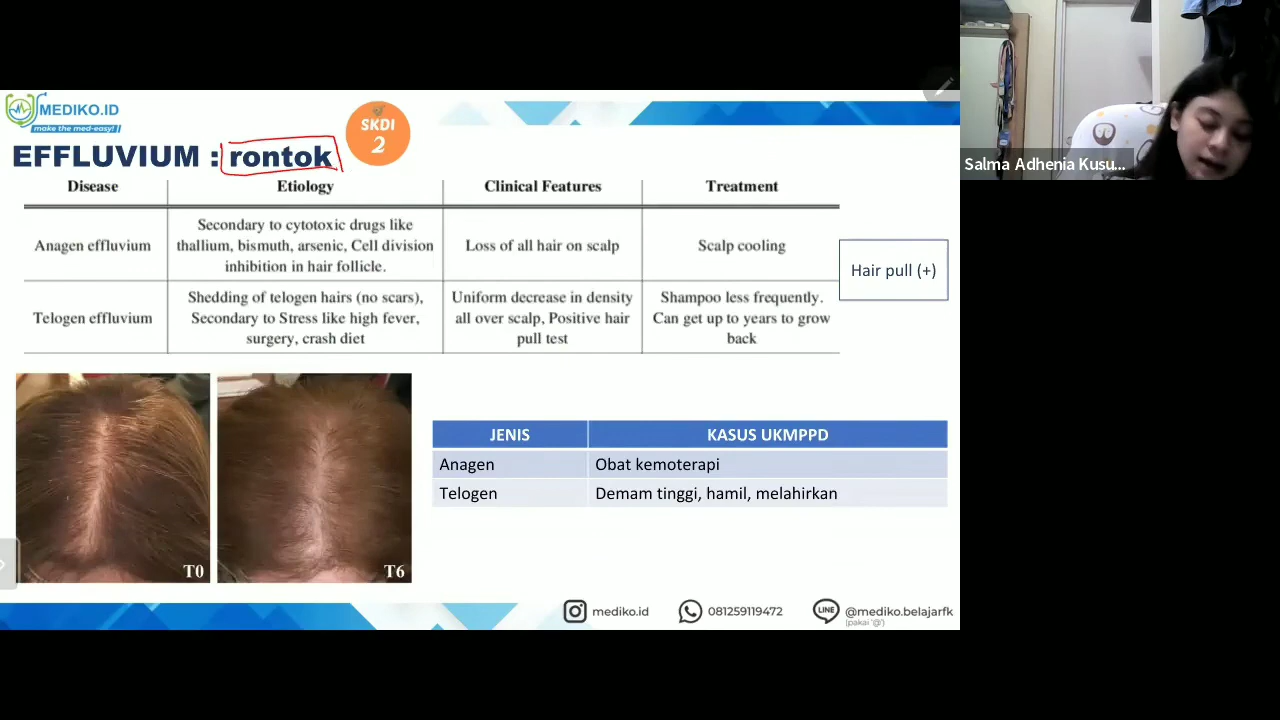 MEDIKO.ID
make the med-easy!
EFFLUVIUM : rontok
SKDI
2
Disease Etiology Clinical Features Treatment
Anagen effluvium
Secondary to cytotoxic drugs like
thallium, bismuth, arsenic, Cell division
inhibition in hair follicle.
Loss of all hair on scalp
Scalp cooling
Hair pull (+)
Telogen effluvium
Shedding of telogen hairs (no scars),
Secondary to Stress like high fever,
surgery, crash diet
Uniform decrease in density
all over scalp, Positive hair
pull test
Shampoo less frequently.
Can get up to years to grow
back
T0
T6
JENIS KASUS UKMPPD
Anagen Obat kemoterapi
Telogen Demam tinggi, hamil, melahirkan
mediko.id
081259119472
LINE
@mediko.belajarfk
(pakai '@')
Salma Adhenia Kusu...